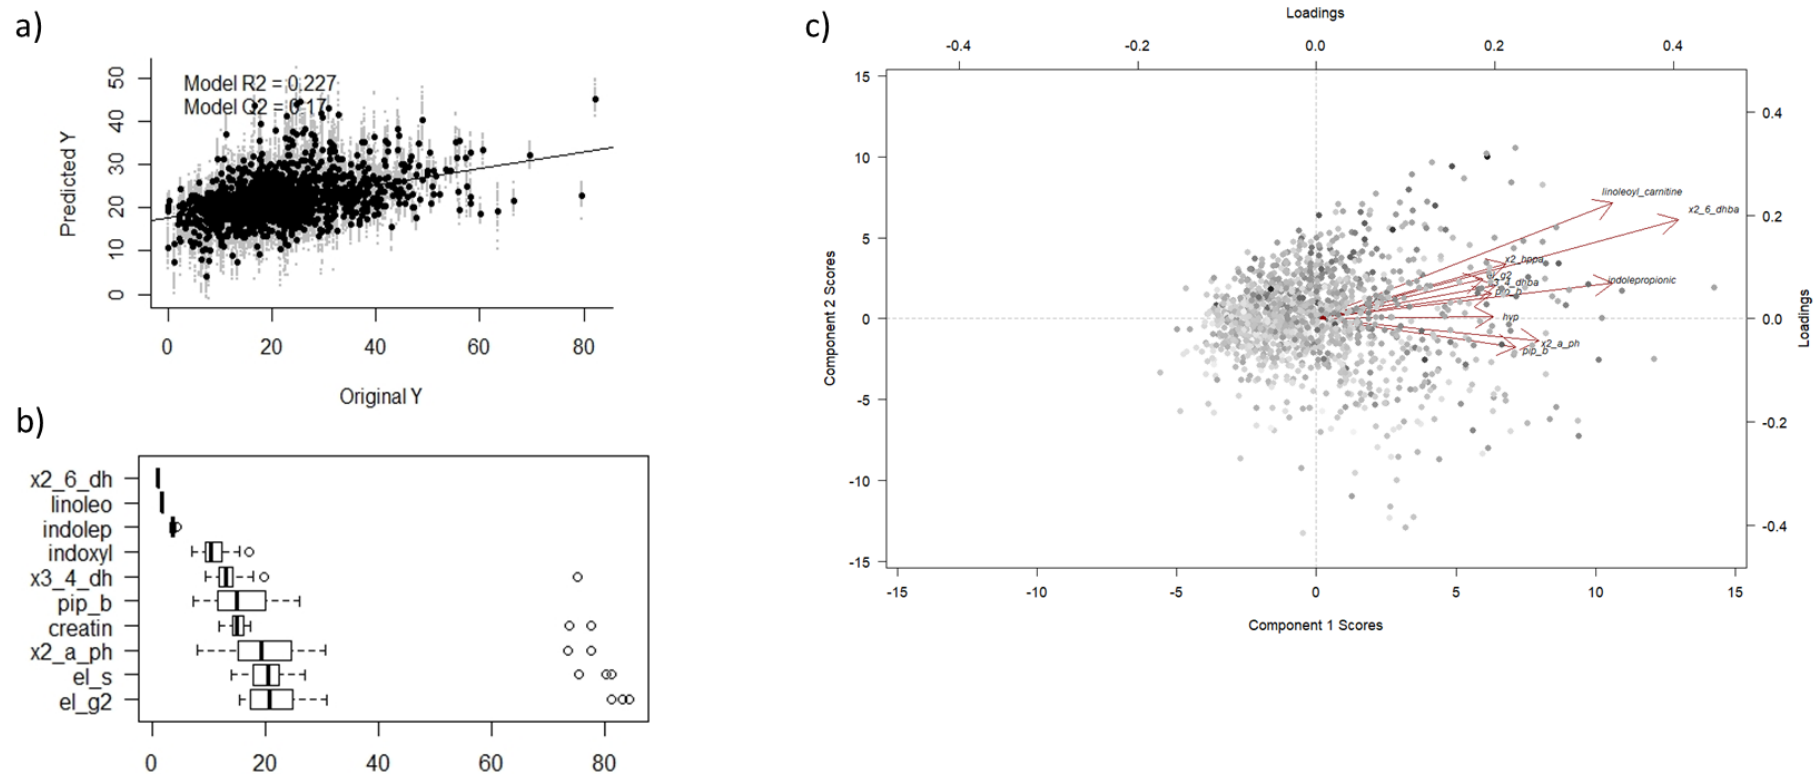 a)
Model R2 = 0.227
Model Q2 = 0.17
Predicted Y
0
10
20
30
40
50
0
20
40
60
80
Original Y
b)
x2_6_dh
linoleo
indolep
indoxyl
x3_4_dh
pip_b
creatin
x2_a_ph
el_s
el_g2
0
20
40
60
80
c)
Loadings
-0.4
-0.2
0.0
0.2
0.4
Component 2 Scores
15
10
5
0
-5
-10
-15
linoleoyl_carnitine
x2_6_dhba
x2_hppa
el_g2
3_4_dhba
indolepropionic
hyp
x2_a_ph
pip_b
0.4
0.2
0.0
-0.2
-0.4
Loadings
-15
-10
-5
0
5
10
15
Component 1 Scores